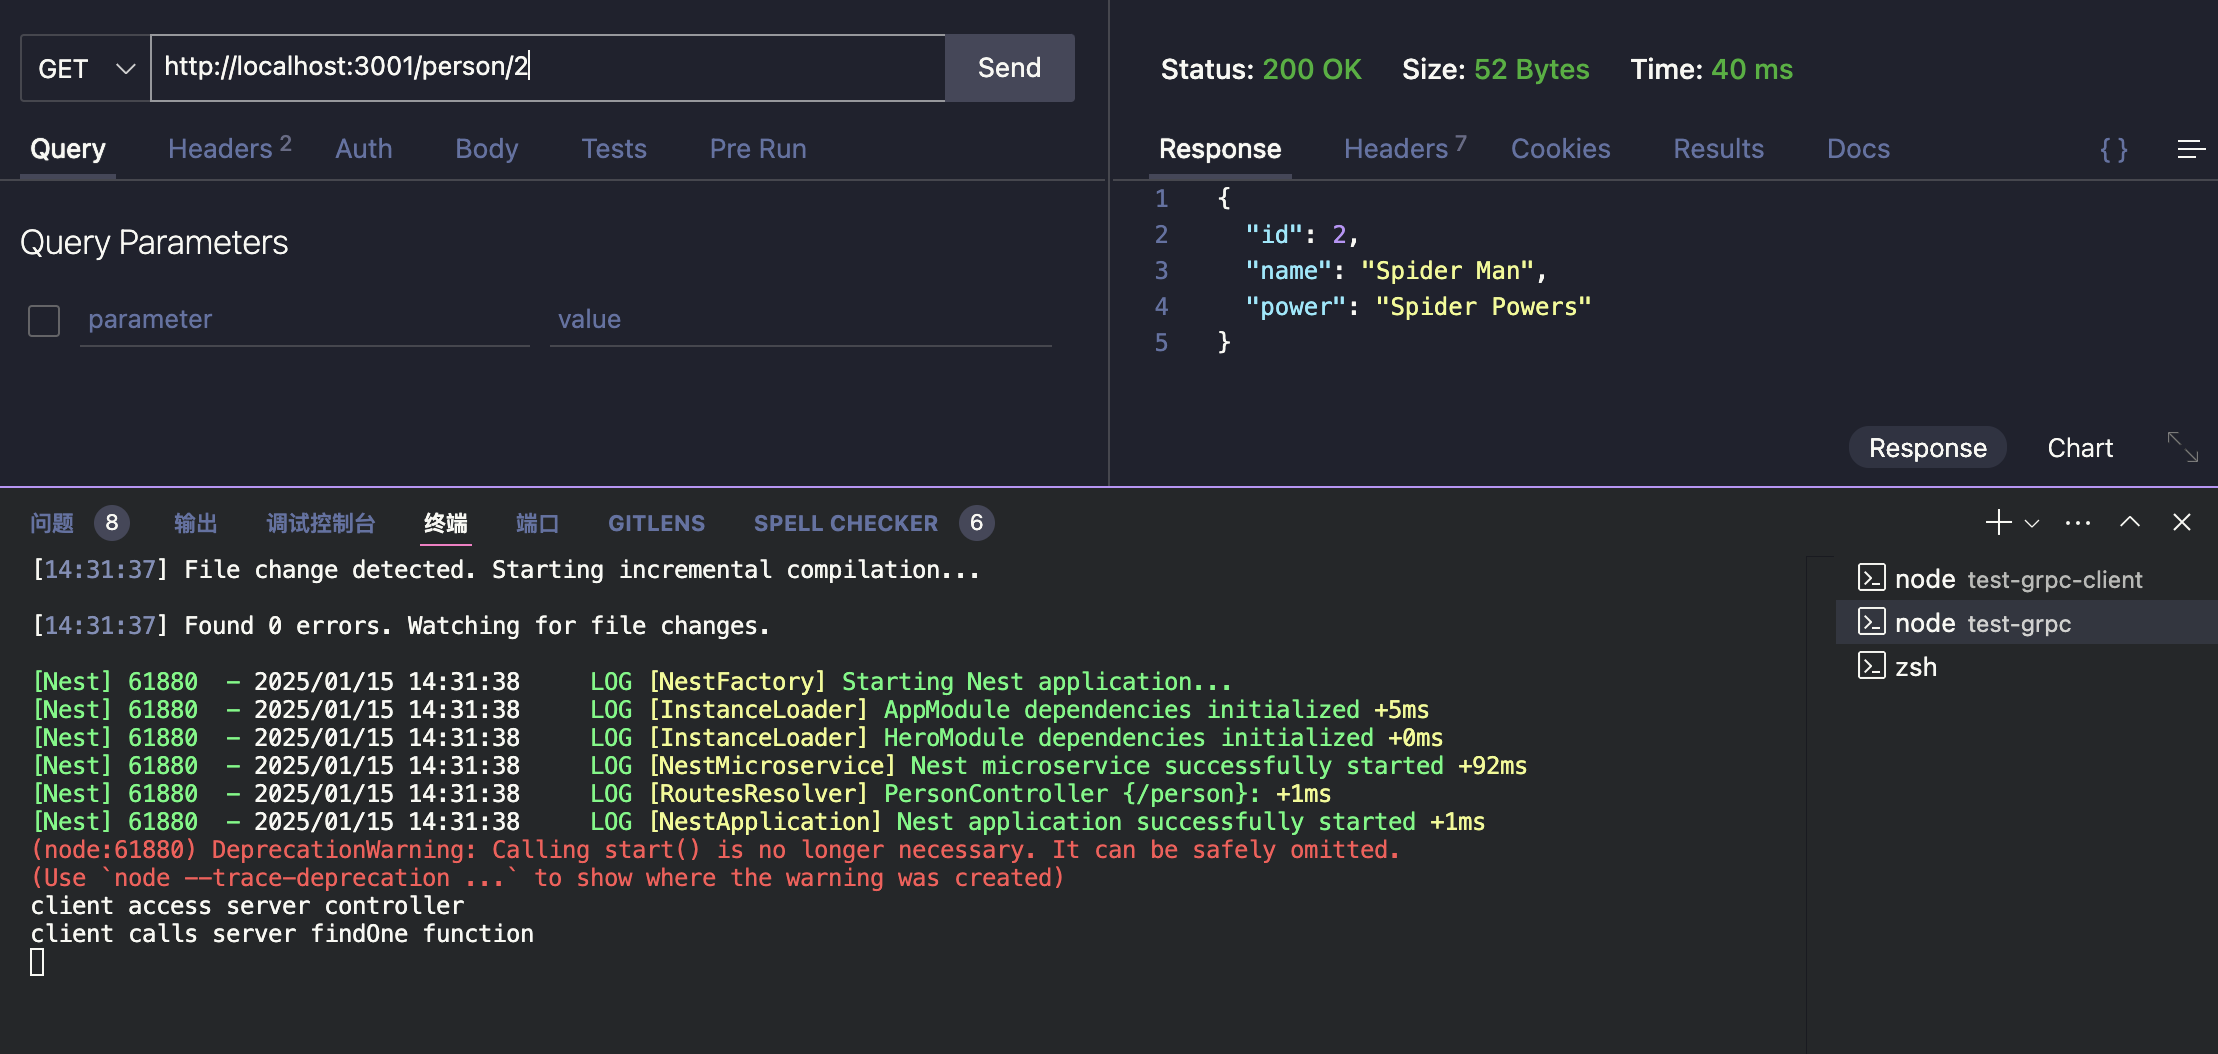 GET http://localhost:3001/person/2 Send
Query Headers 2 Auth Body Tests Pre Run
Query Parameters
parameter value
Status: 200 OK Size: 52 Bytes Time: 40 ms
Response Headers 7 Cookies Results Docs { }
1 {
2 "id": 2,
3 "name": "Spider Man",
4 "power": "Spider Powers"
5 }
Response Chart
问题 8 输出 调试控制台 终端 端口 GITLENS SPELL CHECKER 6
[14:31:37] File change detected. Starting incremental compilation...
[14:31:37] Found 0 errors. Watching for file changes.
[Nest] 61880  - 2025/01/15 14:31:38     LOG [NestFactory] Starting Nest application...
[Nest] 61880  - 2025/01/15 14:31:38     LOG [InstanceLoader] AppModule dependencies initialized +5ms
[Nest] 61880  - 2025/01/15 14:31:38     LOG [InstanceLoader] HeroModule dependencies initialized +0ms
[Nest] 61880  - 2025/01/15 14:31:38     LOG [NestMicroservice] Nest microservice successfully started +92ms
[Nest] 61880  - 2025/01/15 14:31:38     LOG [RoutesResolver] PersonController {/person}: +1ms
[Nest] 61880  - 2025/01/15 14:31:38     LOG [NestApplication] Nest application successfully started +1ms
(node:61880) DeprecationWarning: Calling start() is no longer necessary. It can be safely omitted.
(Use `node --trace-deprecation ...` to show where the warning was created)
client access server controller
client calls server findOne function
node test-grpc-client
node test-grpc
zsh